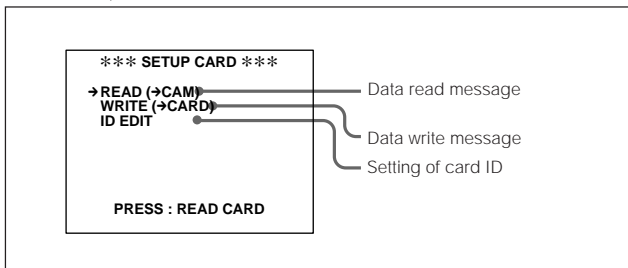 *** SETUP CARD ***
→READ (→CAM)
WRITE (→CARD)
ID EDIT
PRESS : READ CARD
Data read message
Data write message
Setting of card ID